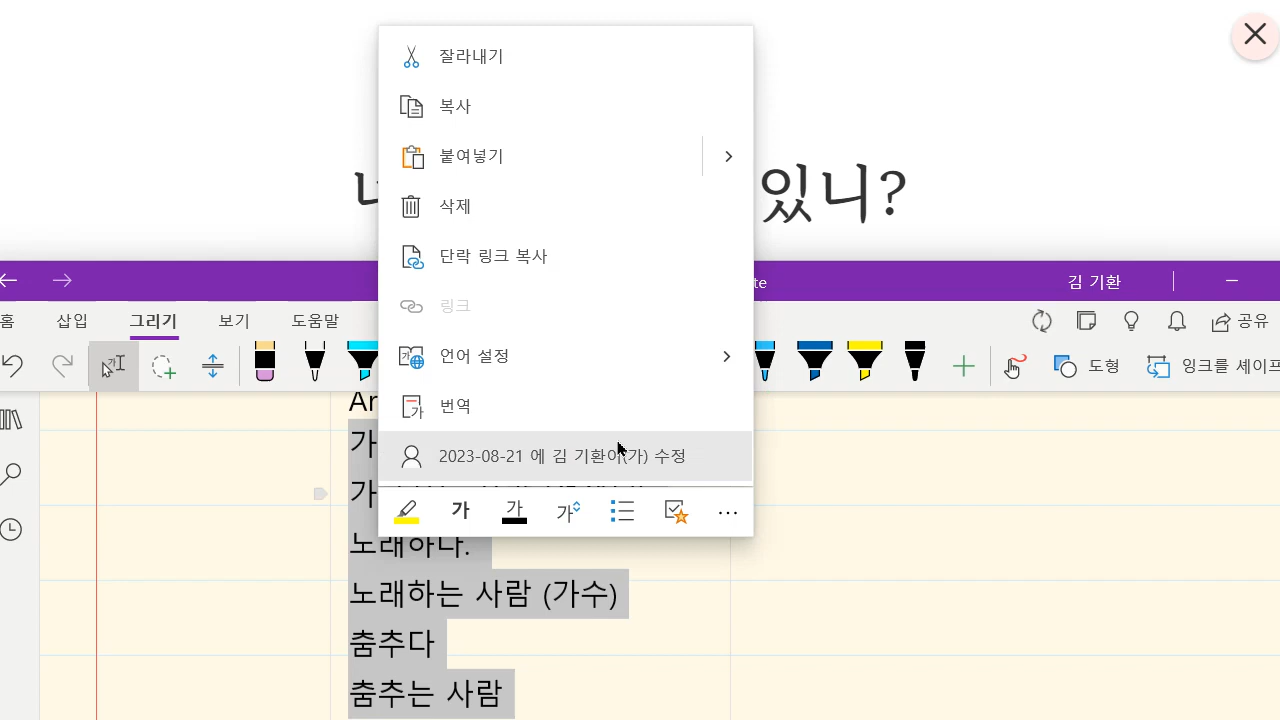 잘라내기
복사
붙여넣기
있니?
삭제
단락 링크 복사
김 기환
링크
홈 삽입 그리기 보기 도움말
공유
언어 설정
도형
잉크를 셰이프
번역
2023-08-21 에 김 기환이(가) 수정
가 가 가
노래하다.
노래하는 사람 (가수)
춤추다
춤추는 사람